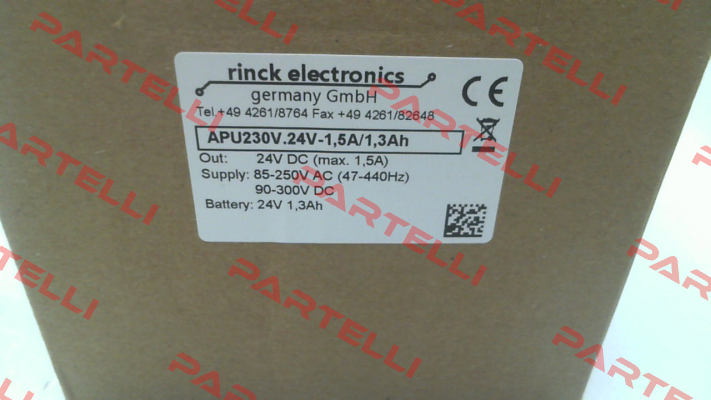 rinck electronics
germany GmbH
Tel.+49 4261/8764 Fax +49 4261/82648
APU230V.24V-1,5A/1,3Ah
Out: 24V DC (max. 1,5A)
Supply: 85-250V AC (47-440Hz)
90-300V DC
Battery: 24V 1,3Ah
CE
PARTELLI
PARTELLI
PARTELLI
PARTELLI
PARTELLI
PARTELLI
PARTELLI
PARTELLI
PARTELLI